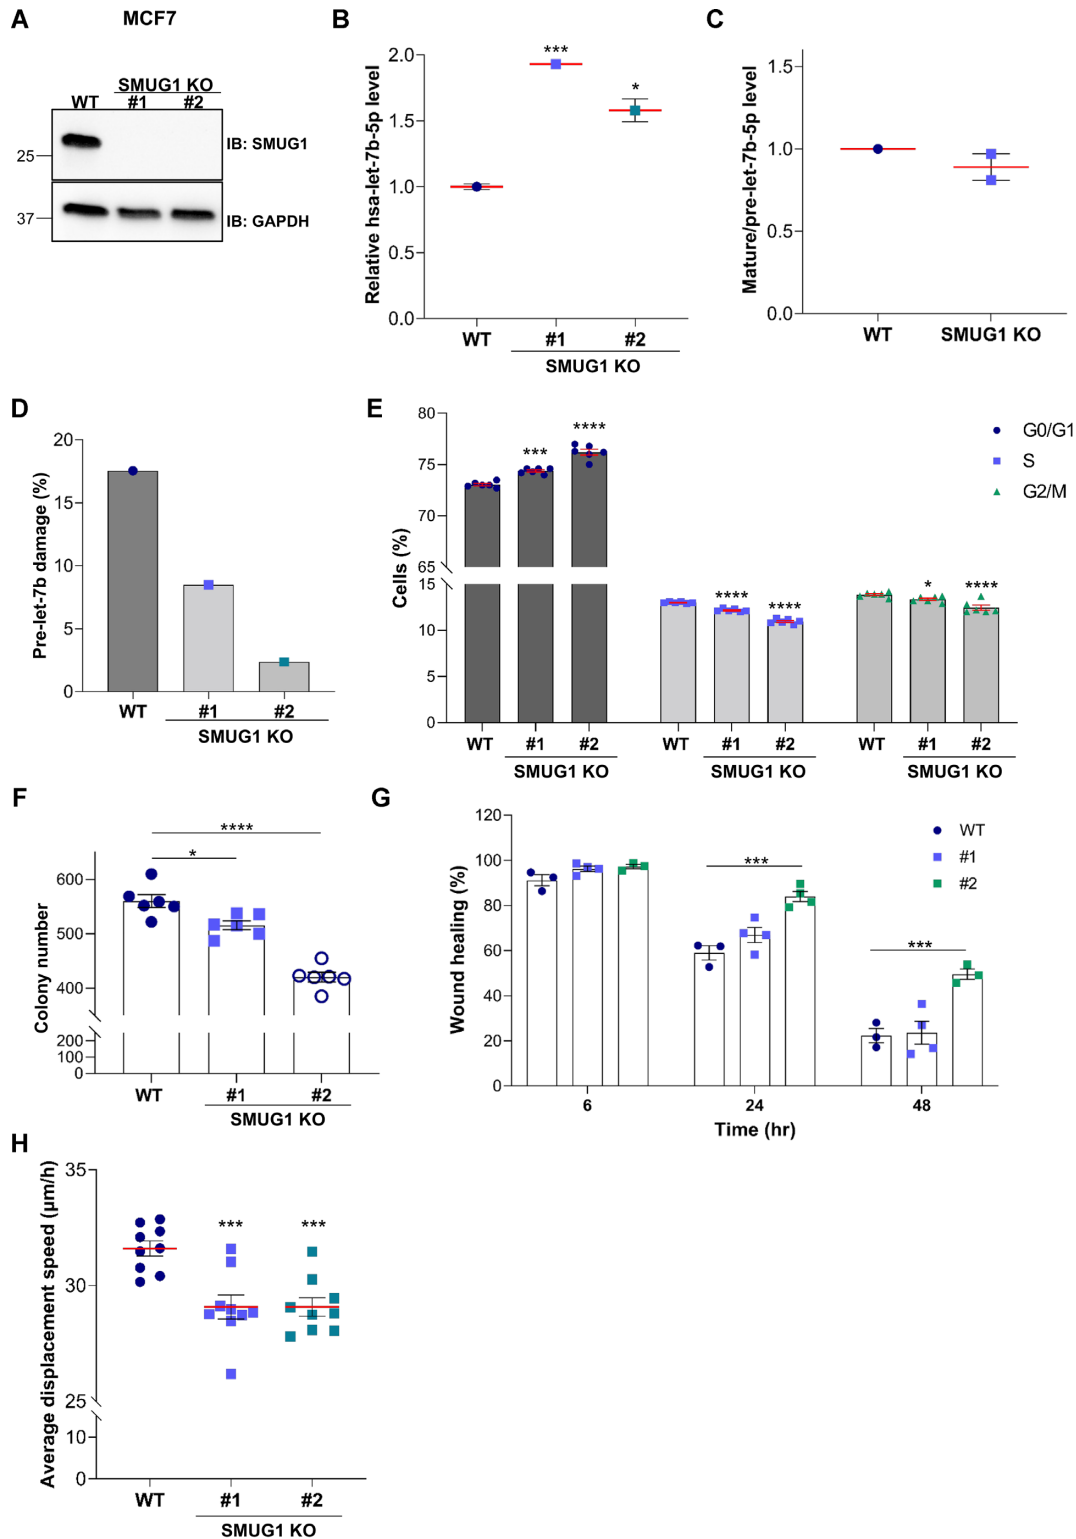 A
MCF7
SMUG1 KO
WT
#1
#2
25
IB: SMUG1
37
IB: GAPDH
B
Relative hsa-let-7b-5p level
2.0
1.5
1.0
0.5
0.0
***
*
WT
#1
#2
SMUG1 KO
C
Mature/pre-let-7b-5p level
1.5
1.0
0.5
0.0
WT
SMUG1 KO
D
Pre-let-7b damage (%)
20
15
10
5
0
WT
#1
#2
SMUG1 KO
E
Cells (%)
80
75
70
65
15
10
5
0
***
****
****
****
*
****
G0/G1
S
G2/M
WT
#1
#2
WT
#1
#2
WT
#1
#2
SMUG1 KO
SMUG1 KO
SMUG1 KO
F
Colony number
600
500
400
200
100
0
****
*
WT
#1
#2
SMUG1 KO
G
Wound healing (%)
120
100
80
60
40
20
0
***
***
WT
#1
#2
6
24
48
Time (hr)
H
Average displacement speed (µm/h)
35
30
25
10
0
***
***
WT
#1
#2
SMUG1 KO